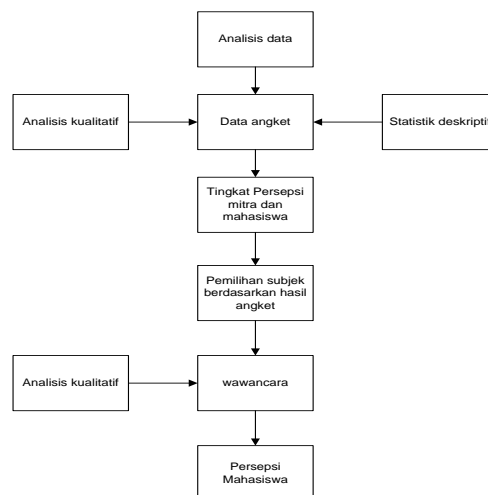 Analisis data
Analisis kualitatif
Data angket
Statistik deskriptif
Tingkat Persepsi
mitra dan
mahasiswa
Pemilihan subjek
berdasarkan hasil
angket
Analisis kualitatif
wawancara
Persepsi
Mahasiswa